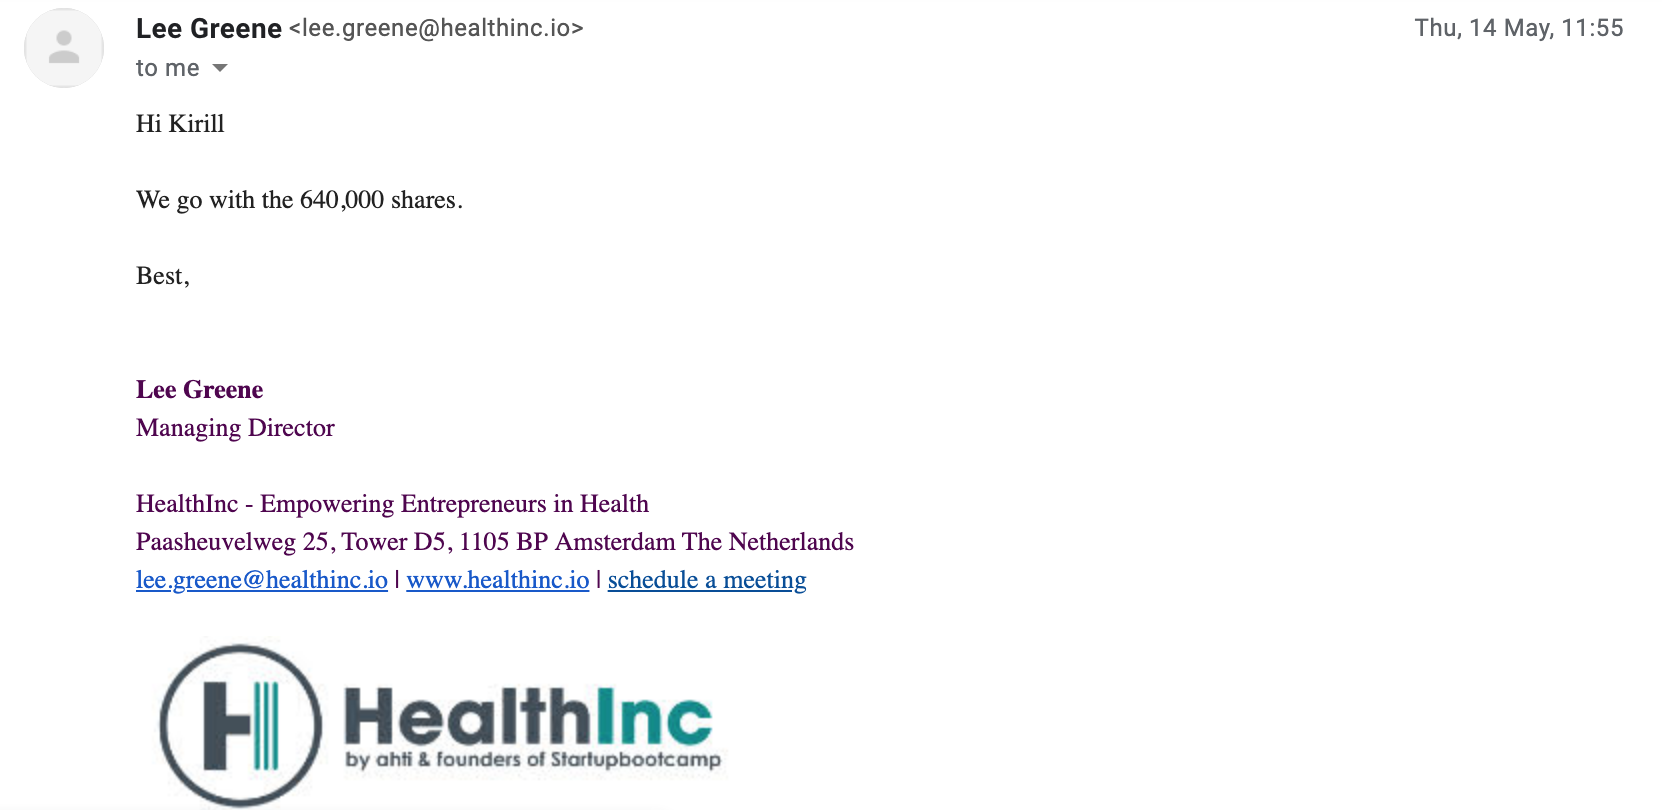 Lee Greene <lee.greene@healthinc.io>
Thu, 14 May, 11:55
to me
Hi Kirill
We go with the 640,000 shares.
Best,
Lee Greene
Managing Director
HealthInc - Empowering Entrepreneurs in Health
Paasheuvelweg 25, Tower D5, 1105 BP Amsterdam The Netherlands
lee.greene@healthinc.io | www.healthinc.io | schedule a meeting
HealthInc
by ahti & founders of Startupbootcamp